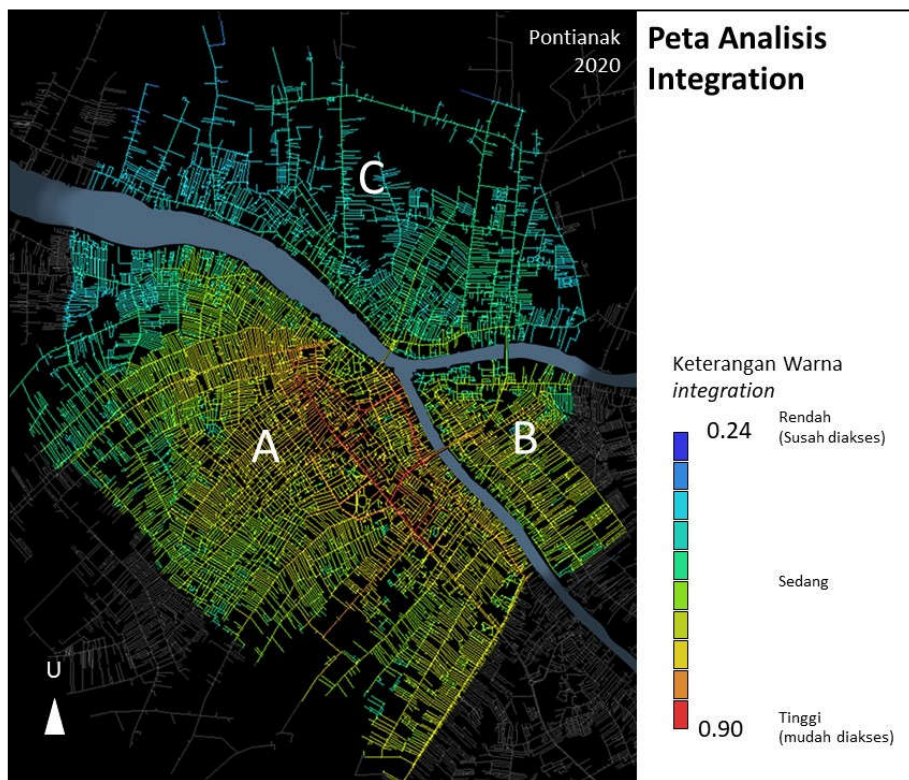 Pontianak
2020
Peta Analisis
Integration
C
A
B
U
Keterangan Warna
integration
0.24
Rendah
(Susah diakses)
Sedang
0.90
Tinggi
(mudah diakses)